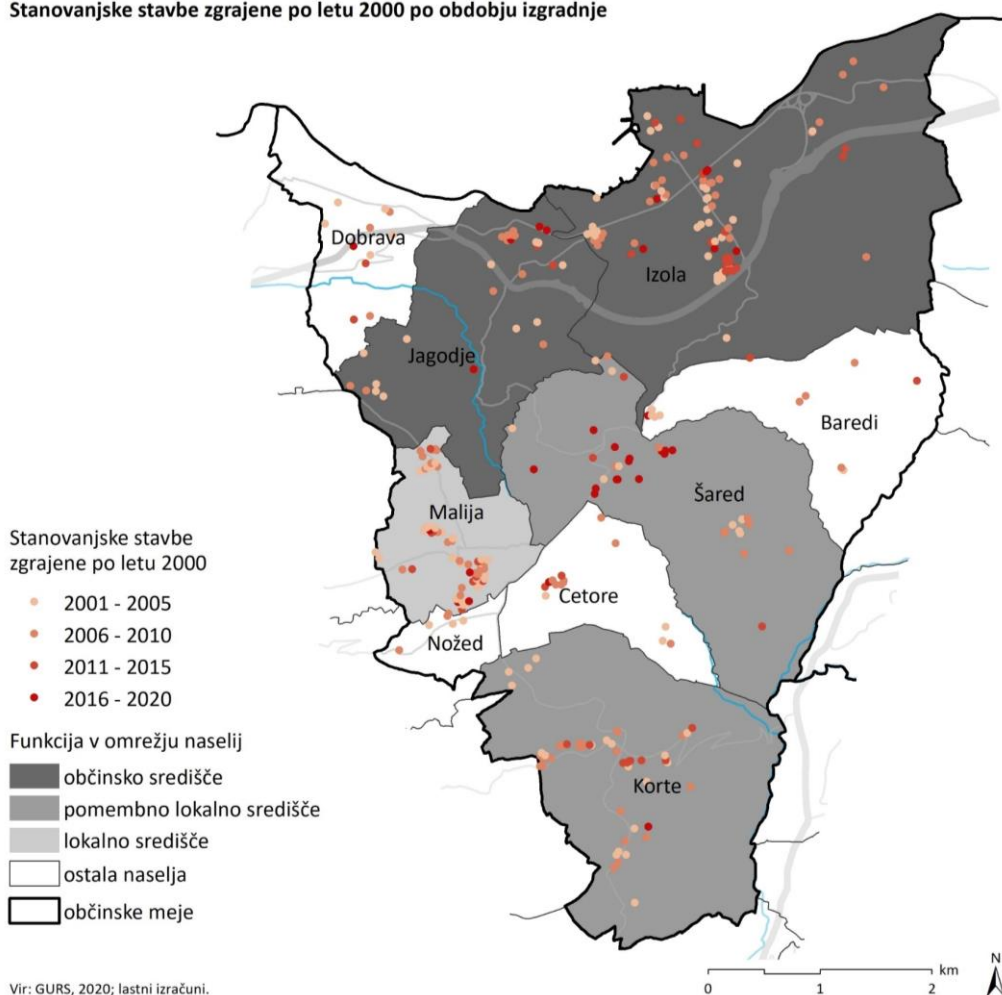 Stanovanjske stavbe zgrajene po letu 2000 po obdobju izgradnje
Dobrava
Izola
Jagodje
Baredi
Šared
Malija
Cetore
Nožed
Korte
Stanovanjske stavbe
zgrajene po letu 2000
2001 - 2005
2006 - 2010
2011 - 2015
2016 - 2020
Funkcija v omrežju naselij
občinsko središče
pomembno lokalno središče
lokalno središče
ostala naselja
občinske meje
Vir: GURS, 2020; lastni izračuni.
km
0 1 2
N